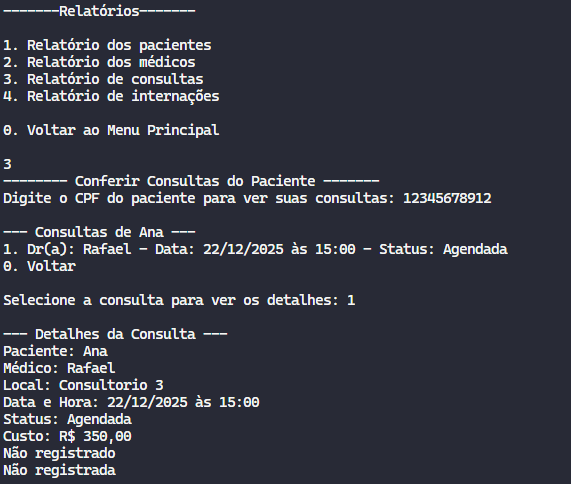 -------Relatórios-------
1. Relatório dos pacientes
2. Relatório dos médicos
3. Relatório de consultas
4. Relatório de internações
0. Voltar ao Menu Principal
3
-------- Conferir Consultas do Paciente -------
Digite o CPF do paciente para ver suas consultas: 12345678912
--- Consultas de Ana ---
1. Dr(a): Rafael - Data: 22/12/2025 às 15:00 - Status: Agendada
0. Voltar
Selecione a consulta para ver os detalhes: 1
--- Detalhes da Consulta ---
Paciente: Ana
Médico: Rafael
Local: Consultorio 3
Data e Hora: 22/12/2025 às 15:00
Status: Agendada
Custo: R$ 350,00
Não registrado
Não registrada